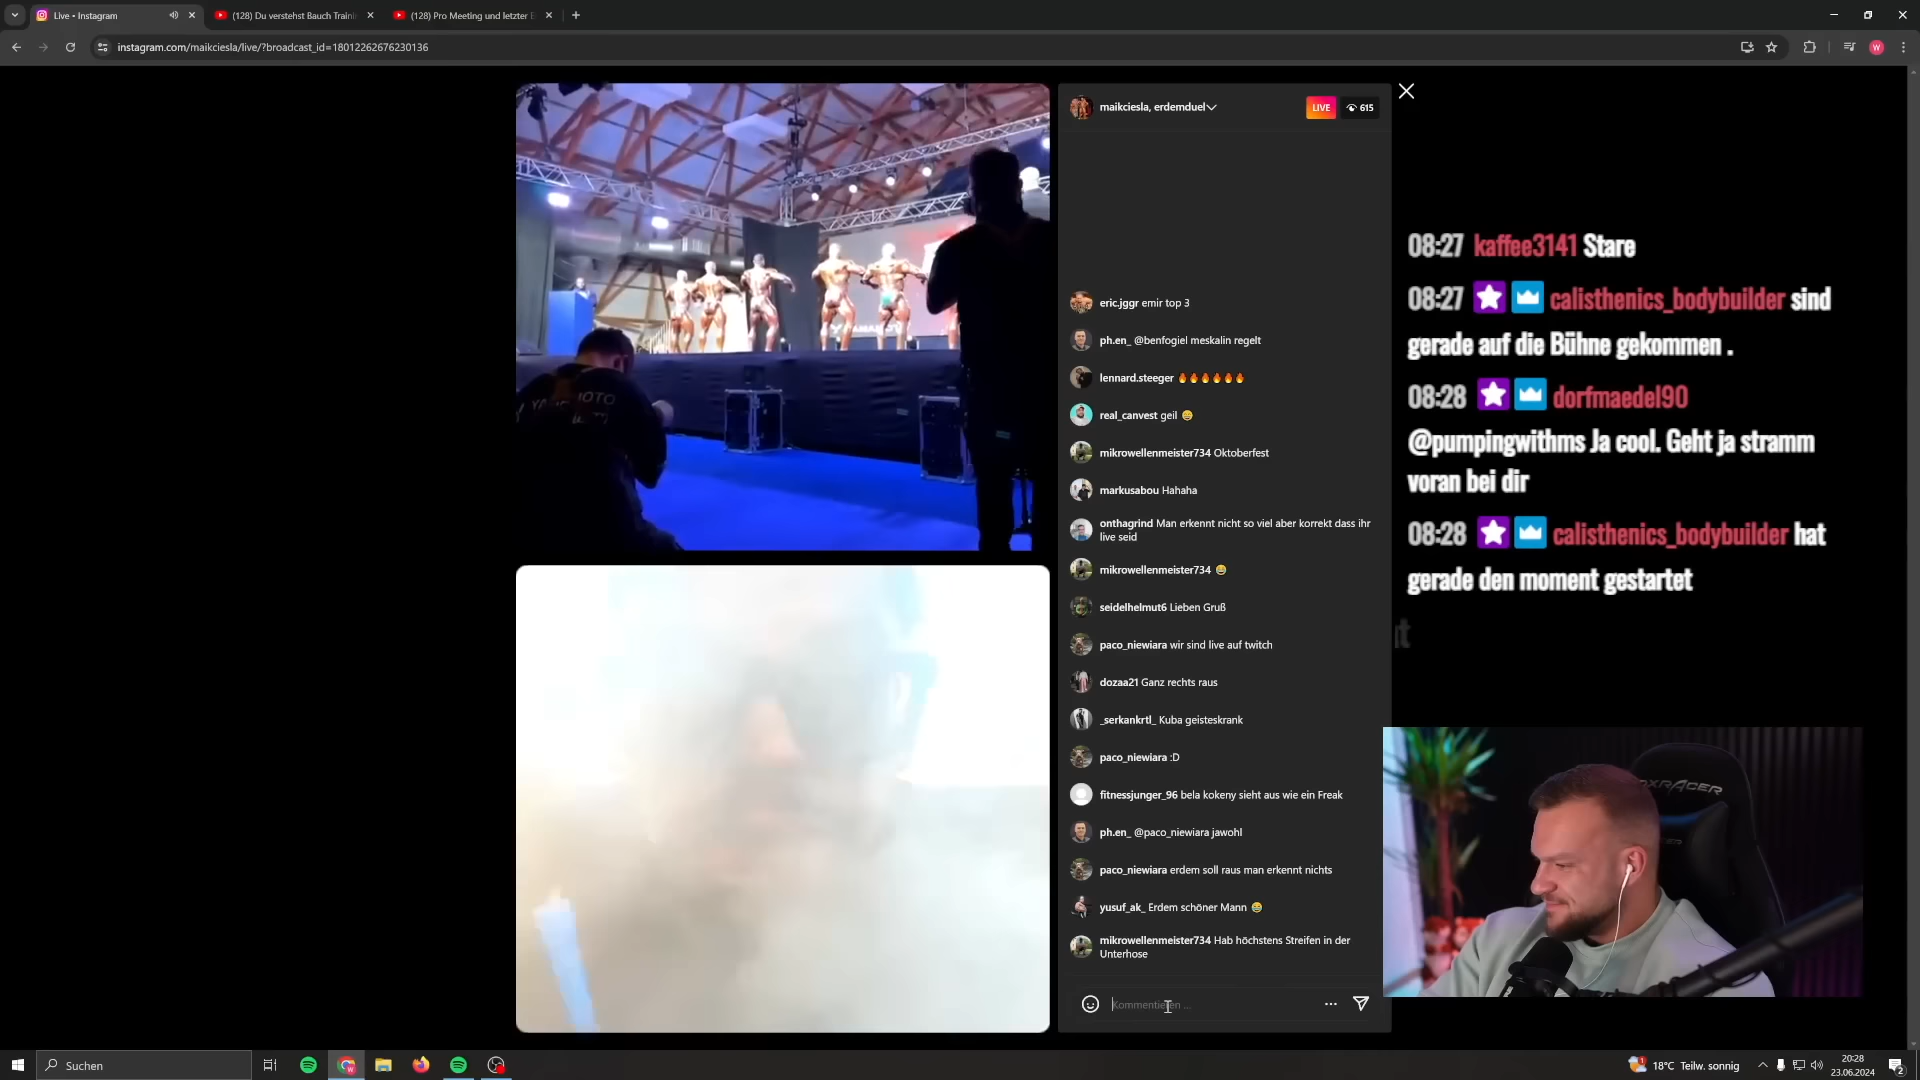 Live • Instagram
(128) Du verstehst Bauch Traini
(128) Pro Meeting und letzter
instagram.com/maikciesla/live/?broadcast_id=18012262676230136
W
maikciesla, erdemduel
LIVE
615
eric.jggr emir top 3
ph.en_ @benfogiel meskalin regelt
lennard.steeger 🔥🔥🔥🔥🔥🔥
real_canvest geil 😄
mikrowellenmeister734 Oktoberfest
markusabou Hahaha
onthagrind Man erkennt nicht so viel aber korrekt dass ihr
live seid
mikrowellenmeister734 😂
seidelhelmut6 Lieben Gruß
paco_niewiara wir sind live auf twitch
dozaa21 Ganz rechts raus
_serkankrtl_ Kuba geisteskrank
paco_niewiara :D
fitnessjunger_96 bela kokeny sieht aus wie ein Freak
ph.en_ @paco_niewiara jawohl
paco_niewiara erdem soll raus man erkennt nichts
yusuf_ak_ Erdem schöner Mann 😂
mikrowellenmeister734 Hab höchstens Streifen in der
Unterhose
Kommentieren ...
08:27 kaffee3141 Stare
08:27 calisthenics_bodybuilder sind
gerade auf die Bühne gekommen .
08:28 dorfmaedel90
@pumpingwithms Ja cool. Geht ja stramm
voran bei dir
08:28 calisthenics_bodybuilder hat
gerade den moment gestartet
DXRACER
Suchen
18°C Teilw. sonnig
20:28
23.06.2024
2